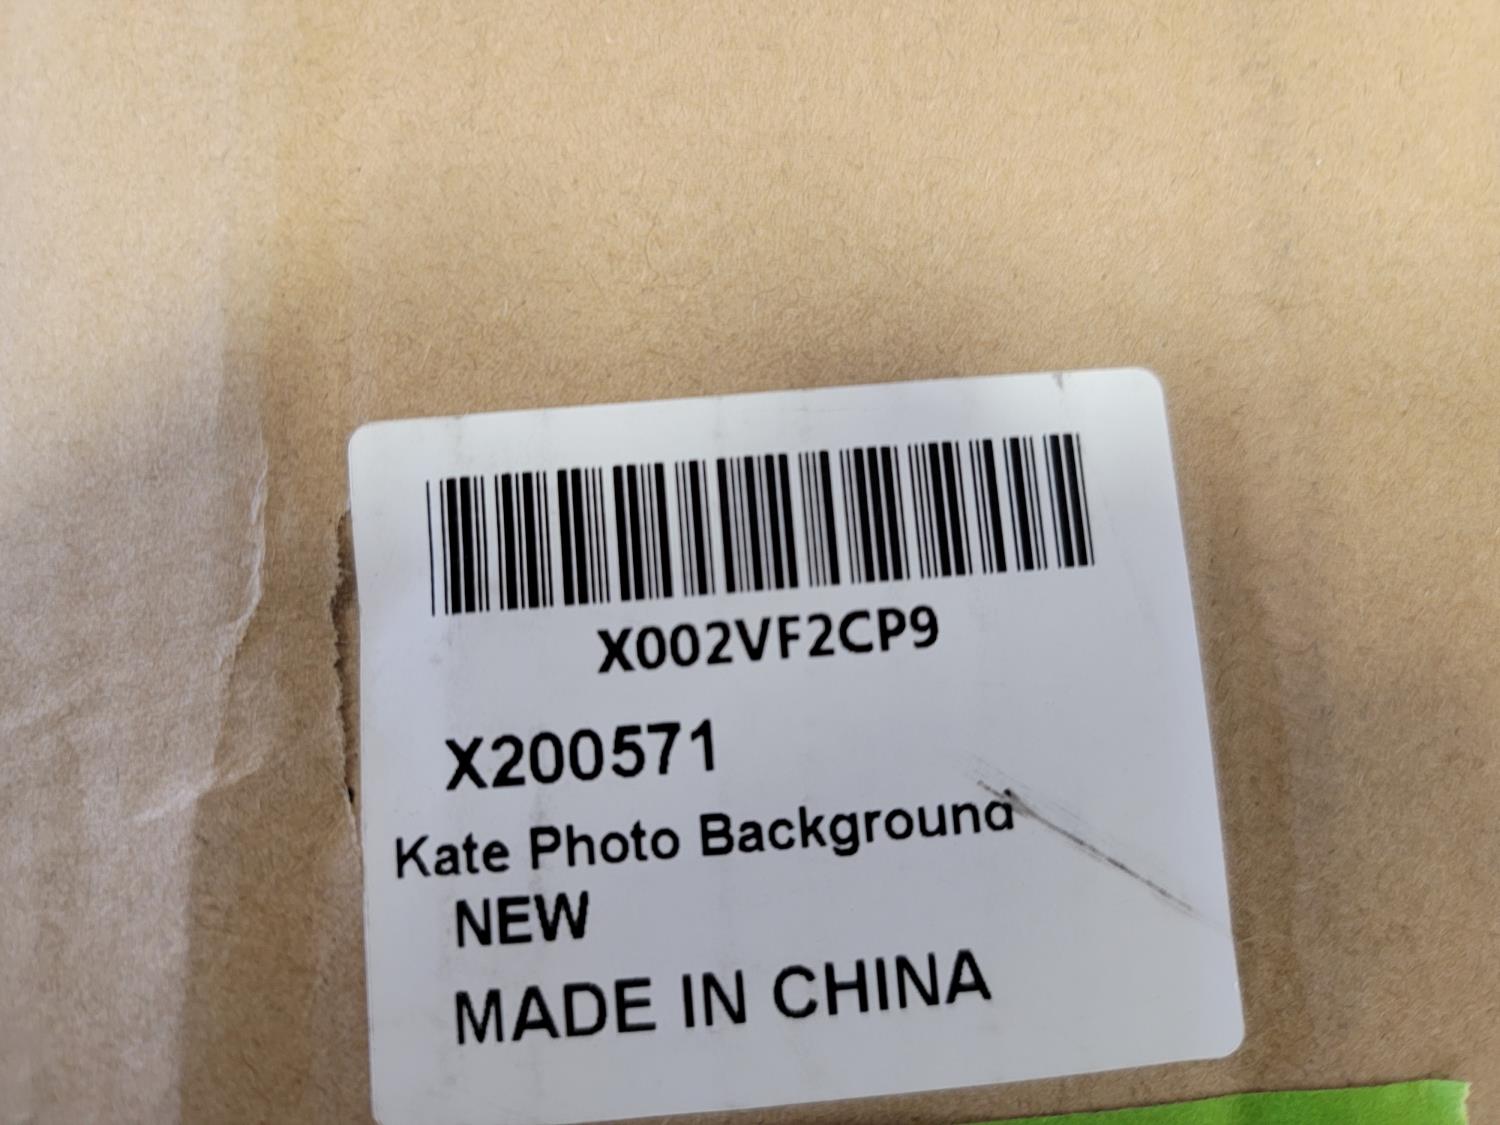 X002VF2CP9
X200571
Kate Photo Background
NEW
MADE IN CHINA